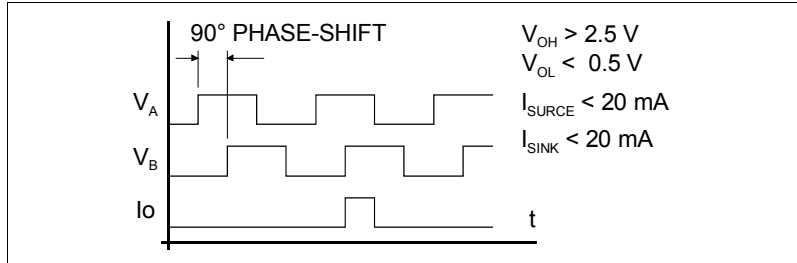 90° PHASE-SHIFT
V_OH > 2.5 V
V_OL < 0.5 V
V_A
I_SURCE < 20 mA
I_SINK < 20 mA
V_B
Io
t